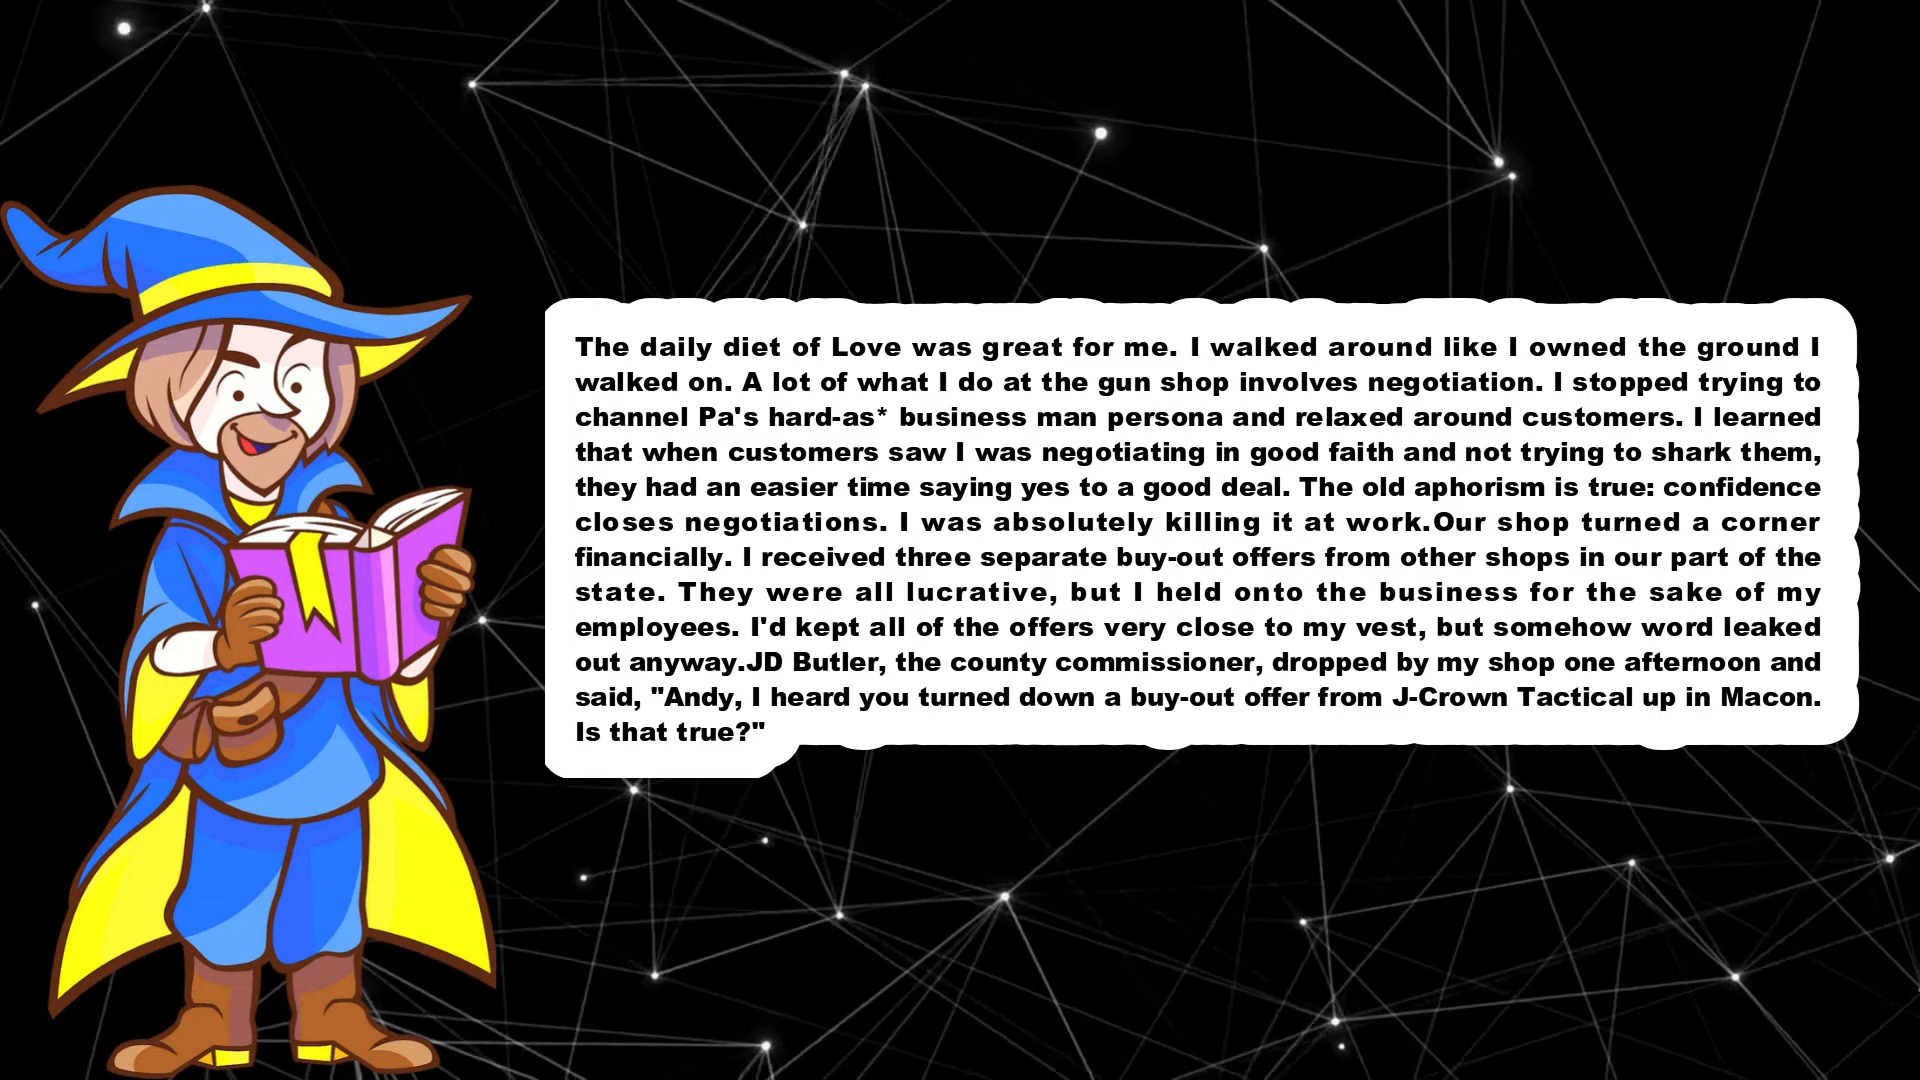 The daily diet of Love was great for me. I walked around like I owned the ground I
walked on. A lot of what I do at the gun shop involves negotiation. I stopped trying to
channel Pa's hard-as* business man persona and relaxed around customers. I learned
that when customers saw I was negotiating in good faith and not trying to shark them,
they had an easier time saying yes to a good deal. The old aphorism is true: confidence
closes negotiations. I was absolutely killing it at work.Our shop turned a corner
financially. I received three separate buy-out offers from other shops in our part of the
state. They were all lucrative, but I held onto the business for the sake of my
employees. I'd kept all of the offers very close to my vest, but somehow word leaked
out anyway.JD Butler, the county commissioner, dropped by my shop one afternoon and
said, "Andy, I heard you turned down a buy-out offer from J-Crown Tactical up in Macon.
Is that true?"